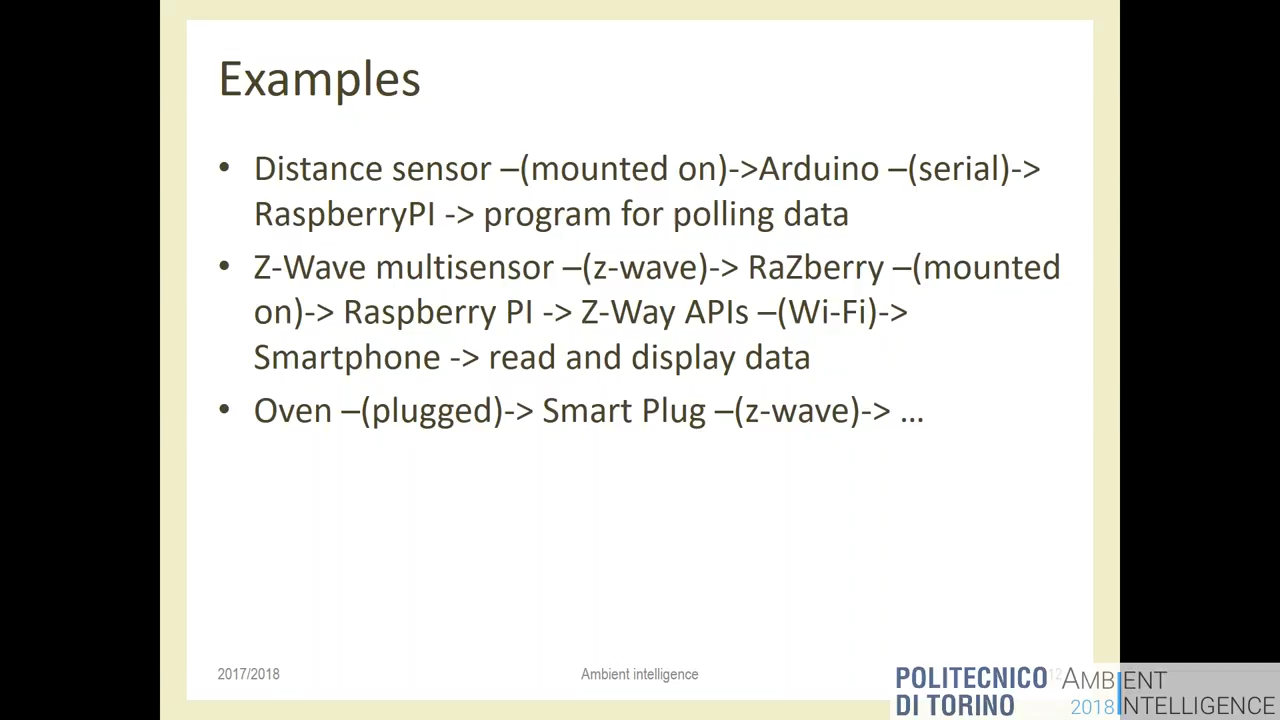 Examples
• Distance sensor –(mounted on)->Arduino –(serial)->
RaspberryPI -> program for polling data
• Z-Wave multisensor –(z-wave)-> RaZberry –(mounted
on)-> Raspberry PI -> Z-Way APIs –(Wi-Fi)->
Smartphone -> read and display data
• Oven –(plugged)-> Smart Plug –(z-wave)-> …
2017/2018
Ambient intelligence
12
POLITECNICO
DI TORINO
AMBIENT
2018 INTELLIGENCE